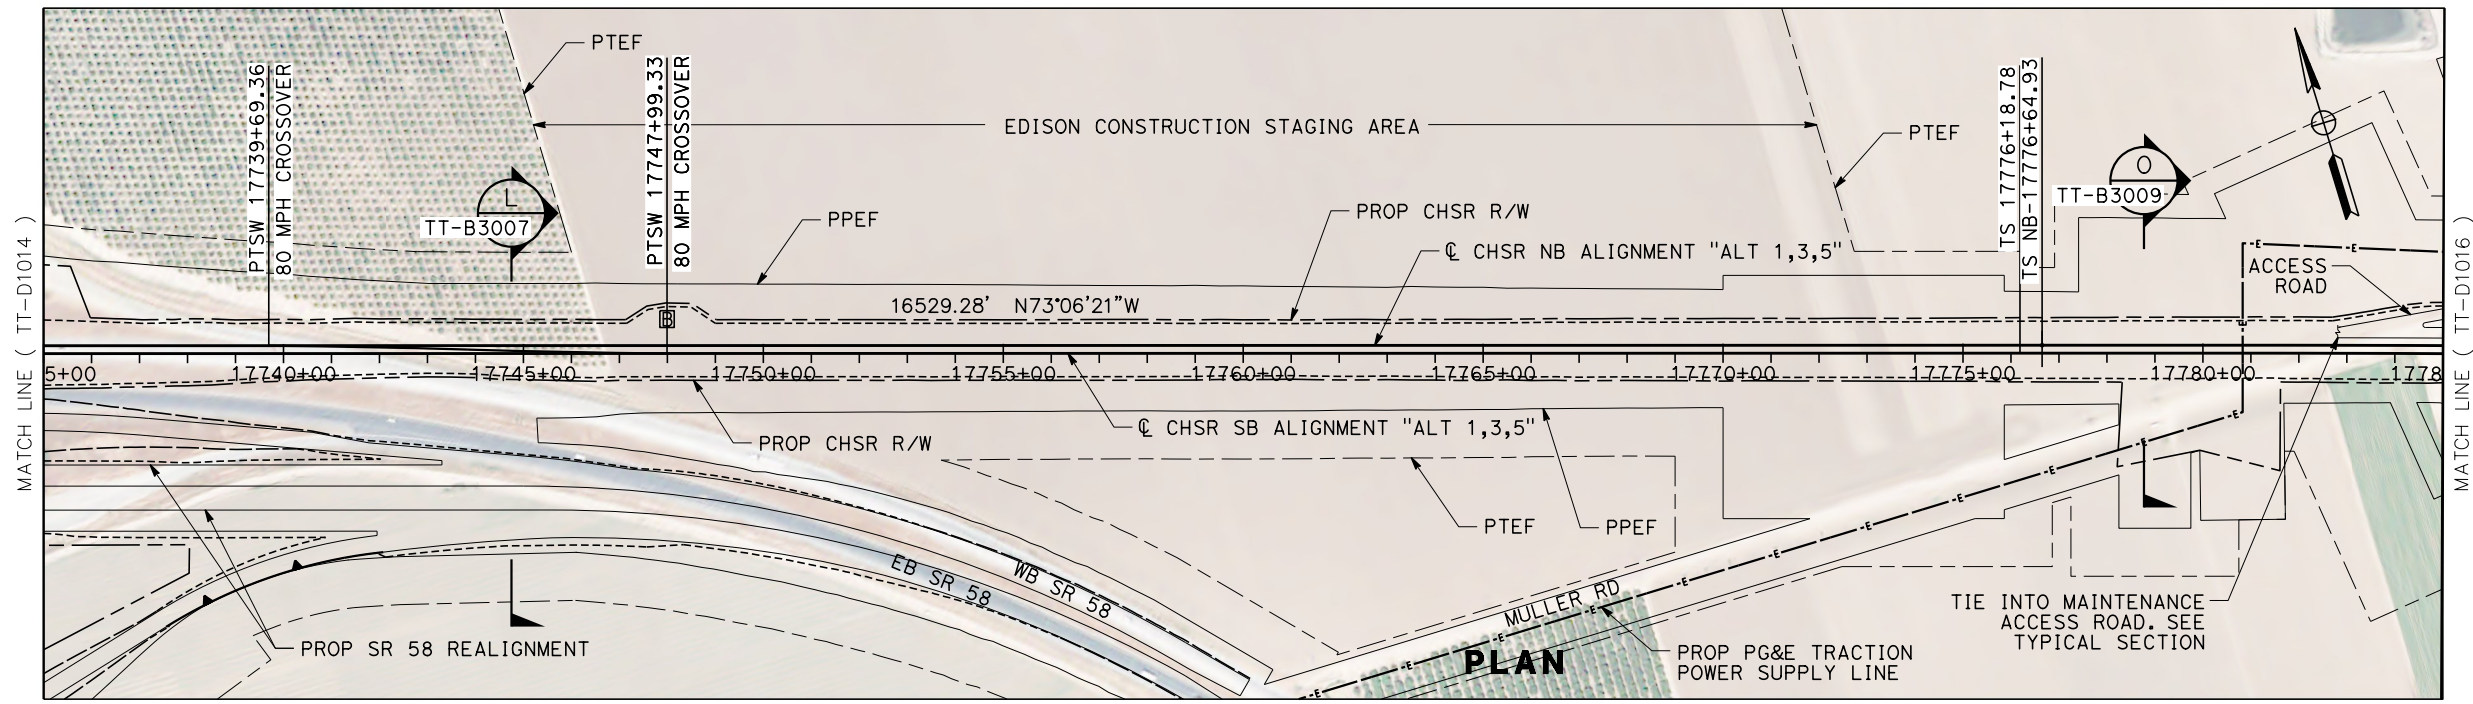 PTEF
PTSW 17739+69.36
80 MPH CROSSOVER
PTSW 17747+99.33
80 MPH CROSSOVER
EDISON CONSTRUCTION STAGING AREA
PTEF
TS 17776+18.78
TS NB-17776+64.93
L
TT-B3007
O
TT-B3009
PPEF
PROP CHSR R/W
℄ CHSR NB ALIGNMENT "ALT 1,3,5"
ACCESS
ROAD
16529.28' N73°06'21"W
B
E
E
E
MATCH LINE ( TT-D1014 )
MATCH LINE ( TT-D1016 )
5+00 17740+00 17745+00 17750+00 17755+00 17760+00 17765+00 17770+00 17775+00 17780+00 1778
PROP CHSR R/W
℄ CHSR SB ALIGNMENT "ALT 1,3,5"
PTEF
PPEF
E
E
E
E
E
E
E
E
E
E
E
EB SR 58
WB SR 58
MULLER RD
PROP SR 58 REALIGNMENT
TIE INTO MAINTENANCE
ACCESS ROAD. SEE
TYPICAL SECTION
PROP PG&E TRACTION
POWER SUPPLY LINE
PLAN